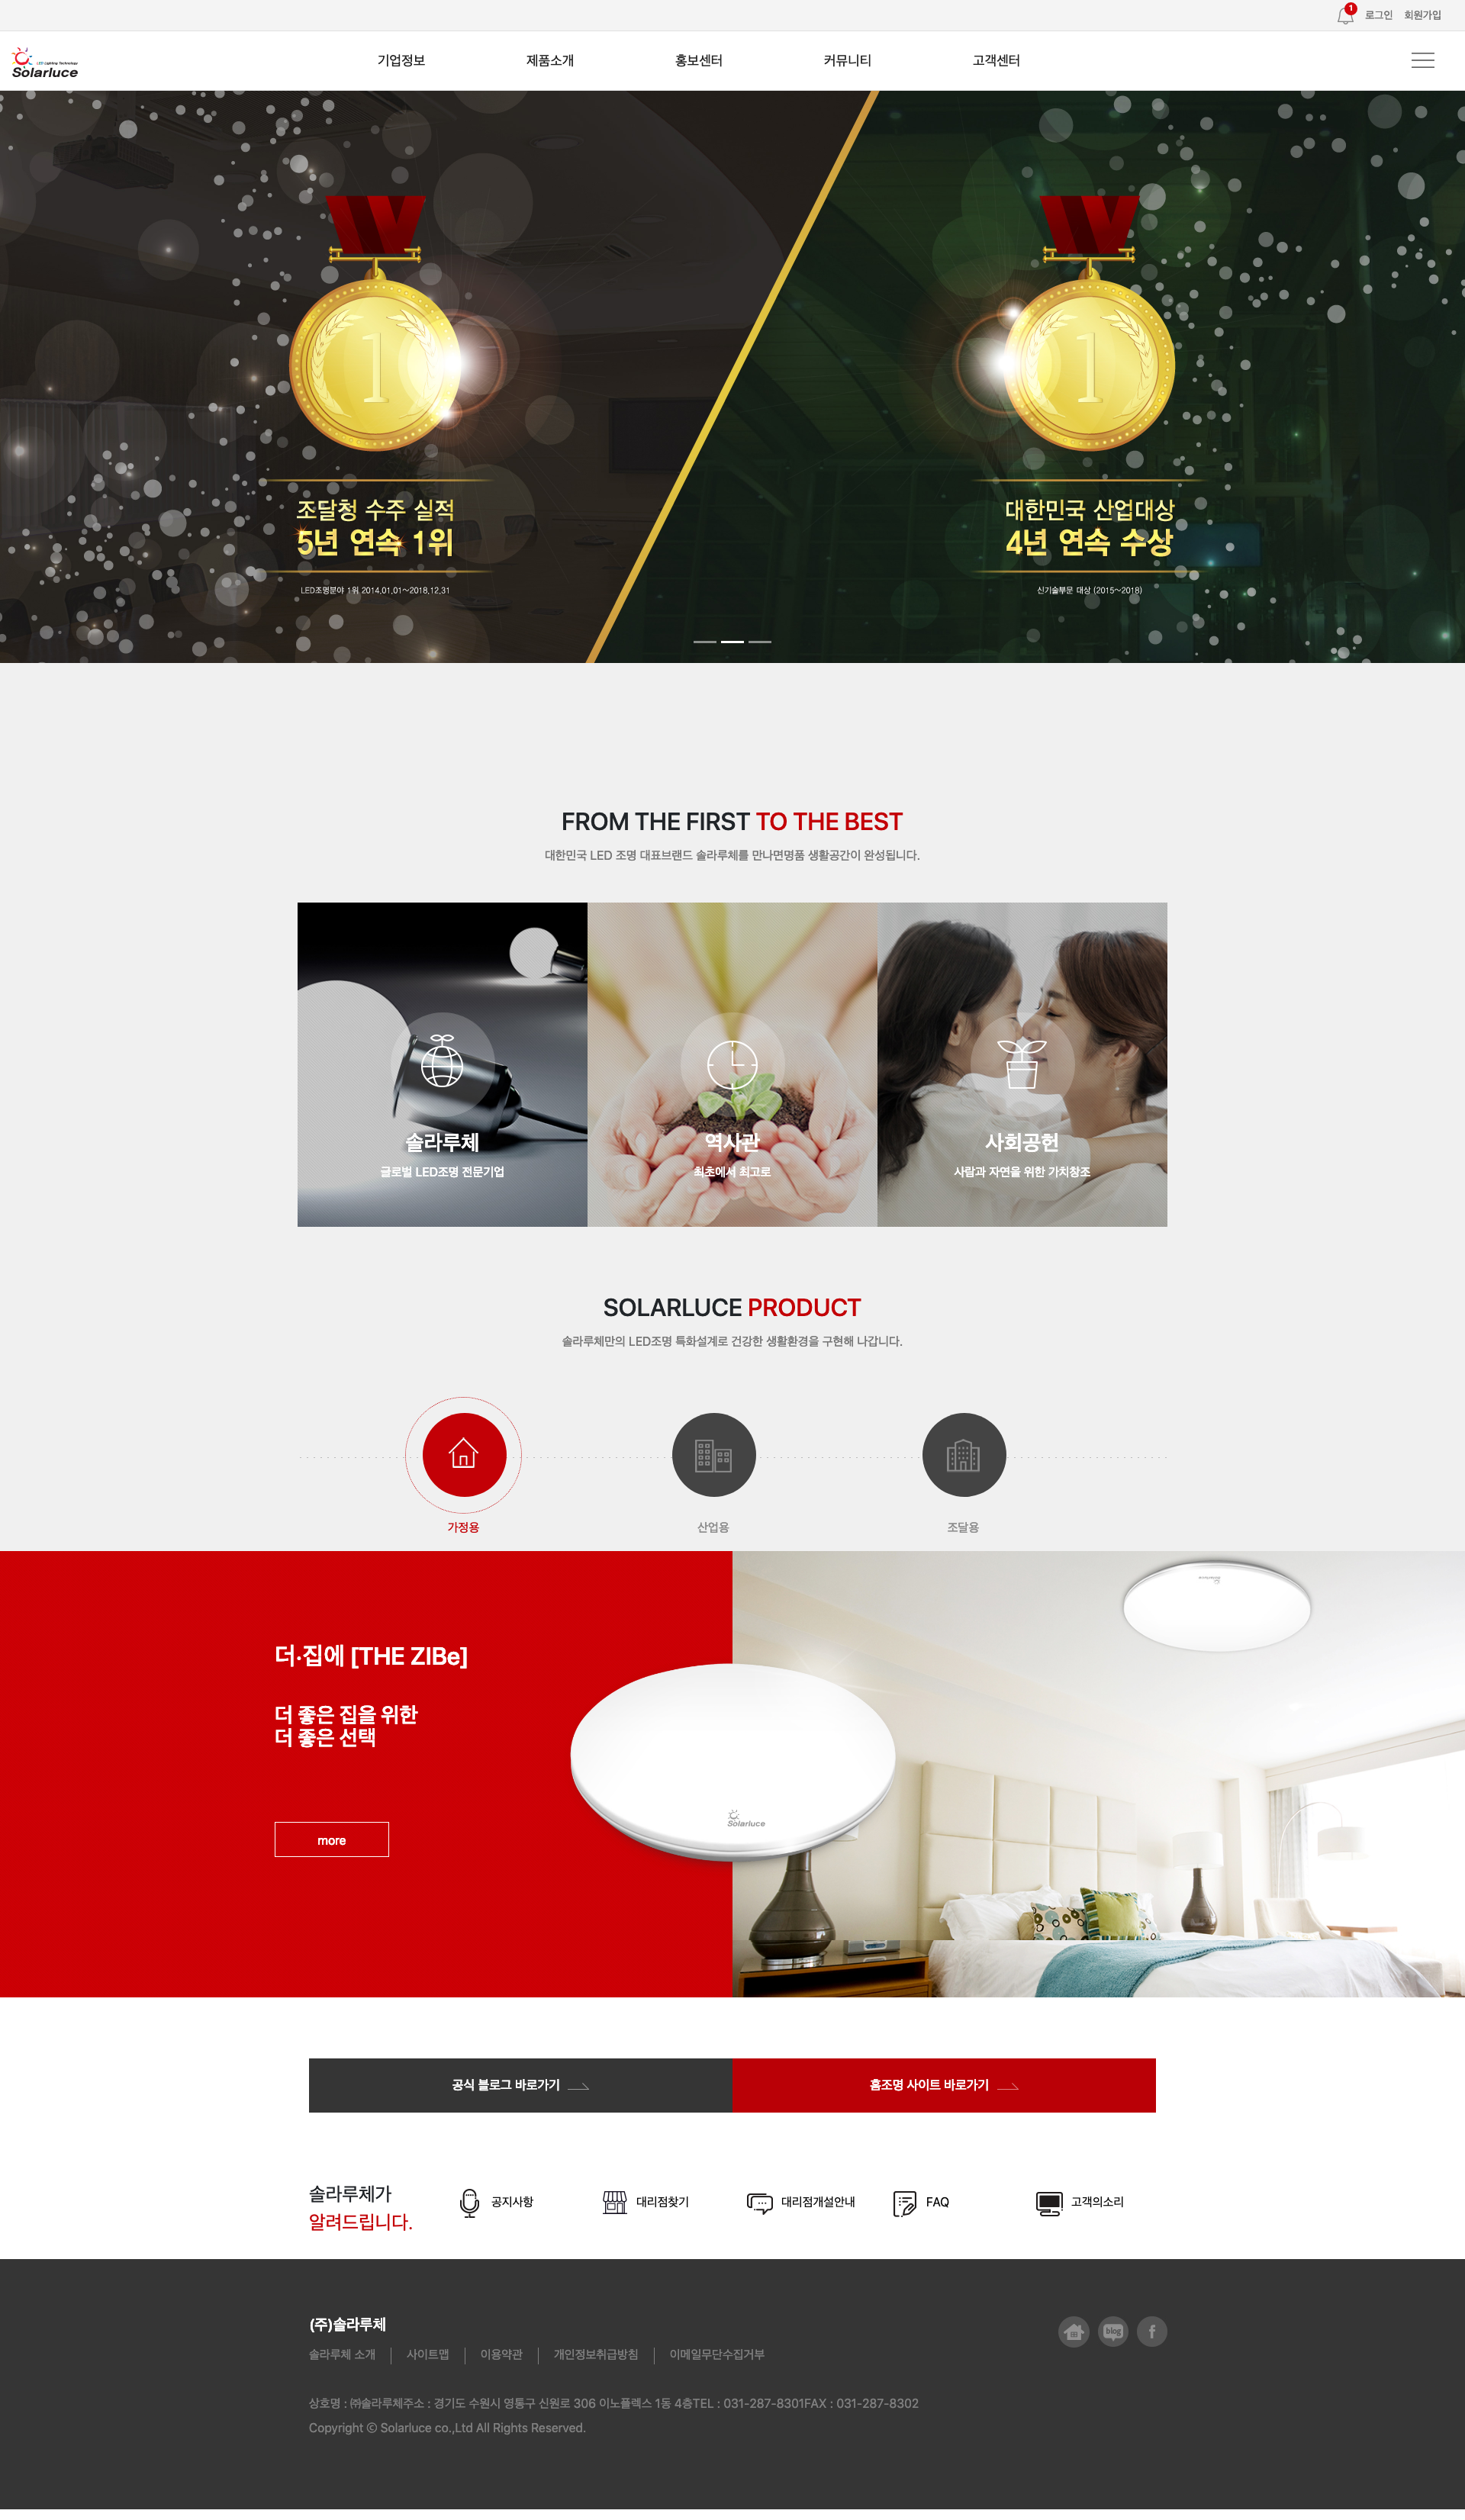 1
로그인 회원가입
LED Lighting Technology
Solarluce
기업정보 제품소개 홍보센터 커뮤니티 고객센터
1
조달청 수주 실적
5년 연속 1위
LED조명분야 1위 2014.01.01~2018.12.31
1
대한민국 산업대상
4년 연속 수상
신기술부문 대상 (2015~2018)
FROM THE FIRST TO THE BEST
대한민국 LED 조명 대표브랜드 솔라루체를 만나면명품 생활공간이 완성됩니다.
솔라루체
글로벌 LED조명 전문기업
역사관
최초에서 최고로
사회공헌
사람과 자연을 위한 가치창조
SOLARLUCE PRODUCT
솔라루체만의 LED조명 특화설계로 건강한 생활환경을 구현해 나갑니다.
가정용 산업용 조달용
더·집에 [THE ZIBe]
더 좋은 집을 위한
더 좋은 선택
more
Solarluce
공식 블로그 바로가기 홈조명 사이트 바로가기
솔라루체가
알려드립니다.
공지사항 대리점찾기 대리점개설안내 FAQ 고객의소리
(주)솔라루체
blog f
솔라루체 소개 사이트맵 이용약관 개인정보취급방침 이메일무단수집거부
상호명 : ㈜솔라루체주소 : 경기도 수원시 영통구 신원로 306 이노플렉스 1동 4층TEL : 031-287-8301FAX : 031-287-8302
Copyright © Solarluce co.,Ltd All Rights Reserved.